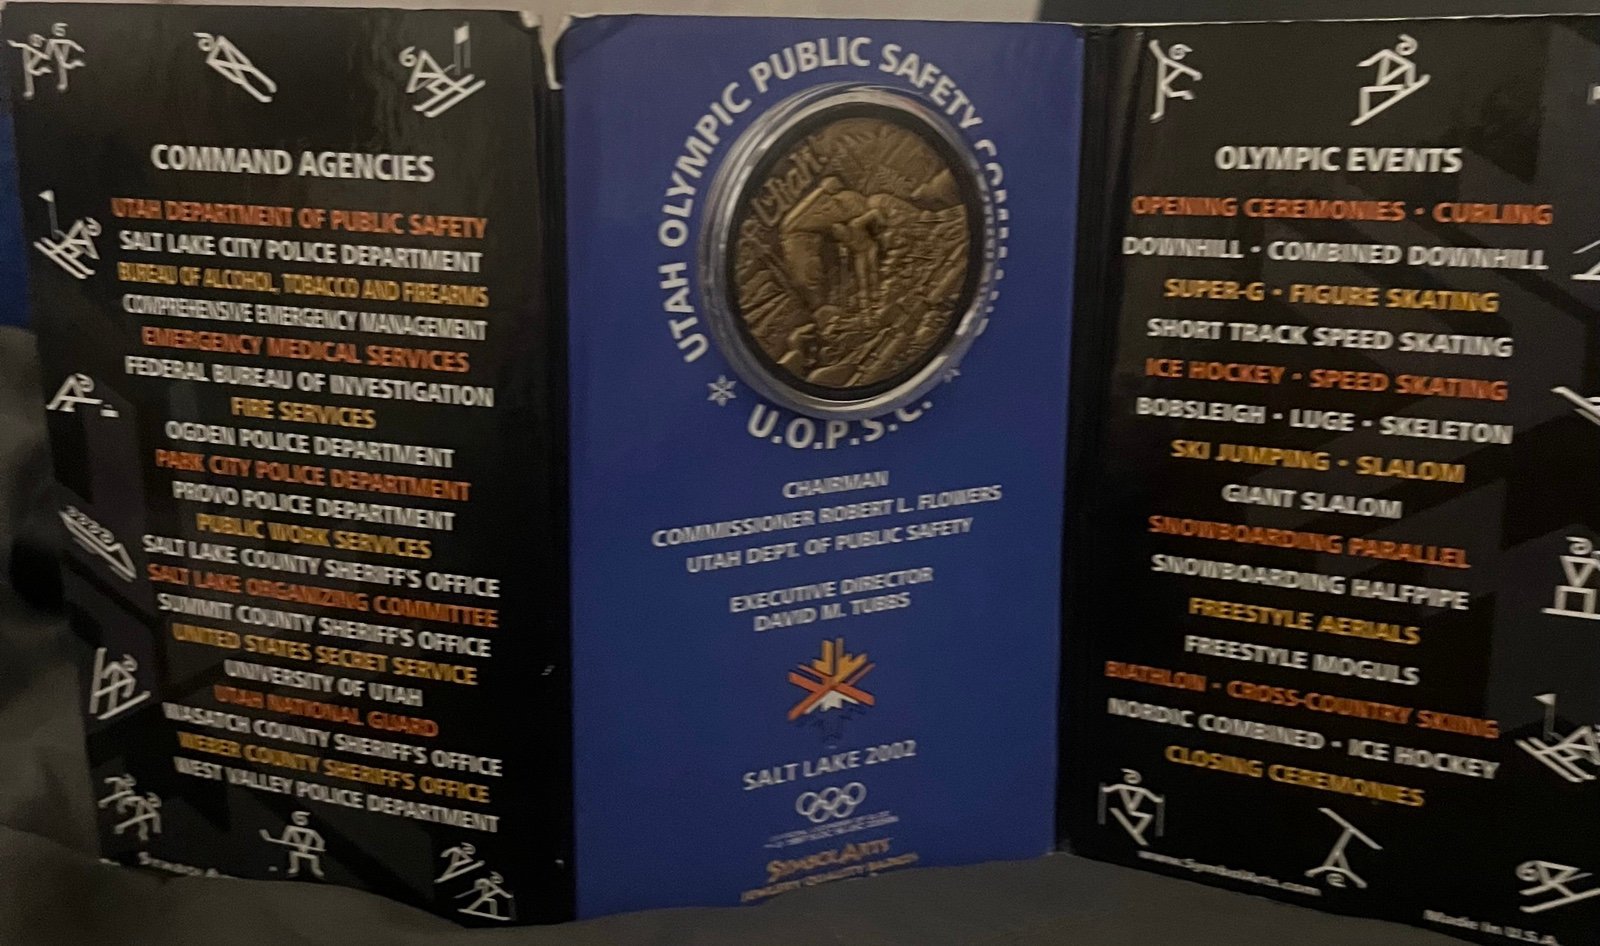 COMMAND AGENCIES
UTAH DEPARTMENT OF PUBLIC SAFETY
SALT LAKE CITY POLICE DEPARTMENT
BUREAU OF ALCOHOL, TOBACCO AND FIREARMS
COMPREHENSIVE EMERGENCY MANAGEMENT
EMERGENCY MEDICAL SERVICES
FEDERAL BUREAU OF INVESTIGATION
FIRE SERVICES
OGDEN POLICE DEPARTMENT
PARK CITY POLICE DEPARTMENT
PROVO POLICE DEPARTMENT
PUBLIC WORK SERVICES
SALT LAKE COUNTY SHERIFF'S OFFICE
SALT LAKE ORGANIZING COMMITTEE
SUMMIT COUNTY SHERIFF'S OFFICE
UNITED STATES SECRET SERVICE
UNIVERSITY OF UTAH
UTAH NATIONAL GUARD
WASATCH COUNTY SHERIFF'S OFFICE
WEBER COUNTY SHERIFF'S OFFICE
WEST VALLEY POLICE DEPARTMENT
UTAH OLYMPIC PUBLIC SAFETY
Utah!
U.O.P.S.C.
CHAIRMAN
COMMISSIONER ROBERT L. FLOWERS
UTAH DEPT. OF PUBLIC SAFETY
EXECUTIVE DIRECTOR
DAVID M. TUBBS
SALT LAKE 2002
SYMBOLARTS
OLYMPIC EVENTS
OPENING CEREMONIES · CURLING
DOWNHILL · COMBINED DOWNHILL
SUPER-G · FIGURE SKATING
SHORT TRACK SPEED SKATING
ICE HOCKEY · SPEED SKATING
BOBSLEIGH · LUGE · SKELETON
SKI JUMPING · SLALOM
GIANT SLALOM
SNOWBOARDING PARALLEL
SNOWBOARDING HALFPIPE
FREESTYLE AERIALS
FREESTYLE MOGULS
BIATHLON · CROSS-COUNTRY SKIING
NORDIC COMBINED · ICE HOCKEY
CLOSING CEREMONIES
www.SymbolArts.com
Made in U.S.A.